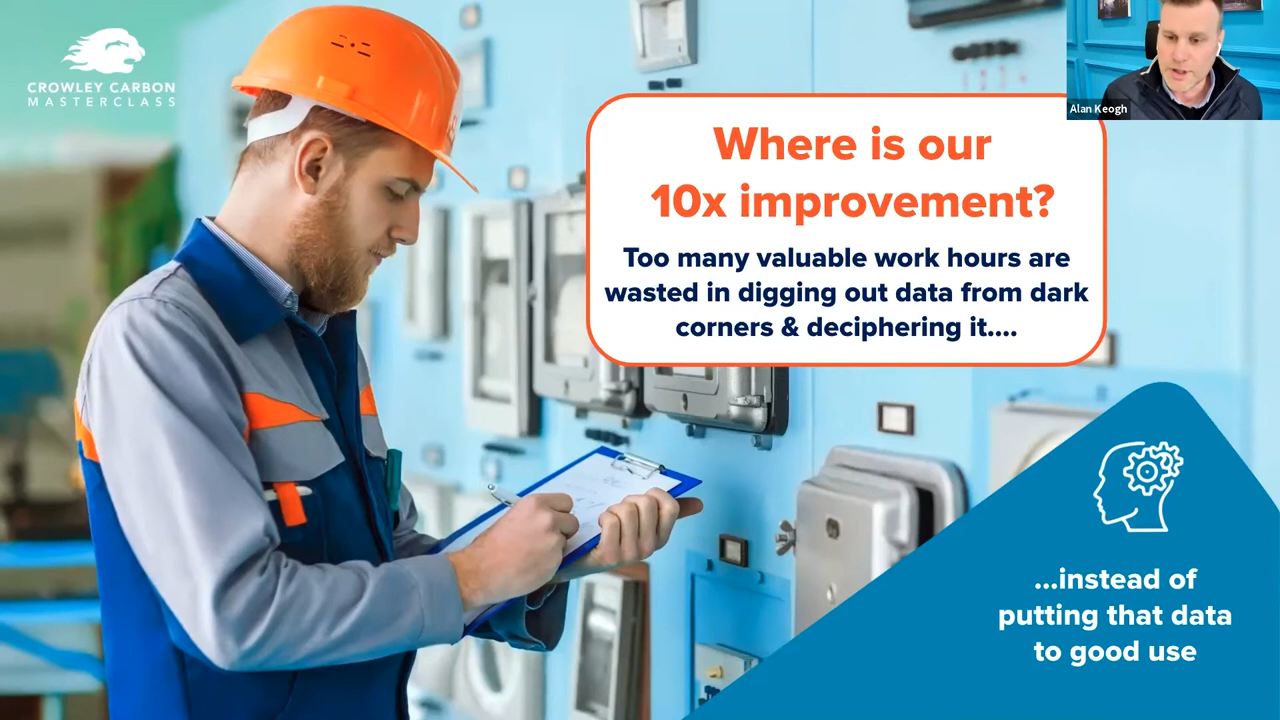 CROWLEY CARBON
MASTERCLASS
Alan Keogh
Where is our
10x improvement?
Too many valuable work hours are
wasted in digging out data from dark
corners & deciphering it....
...instead of
putting that data
to good use